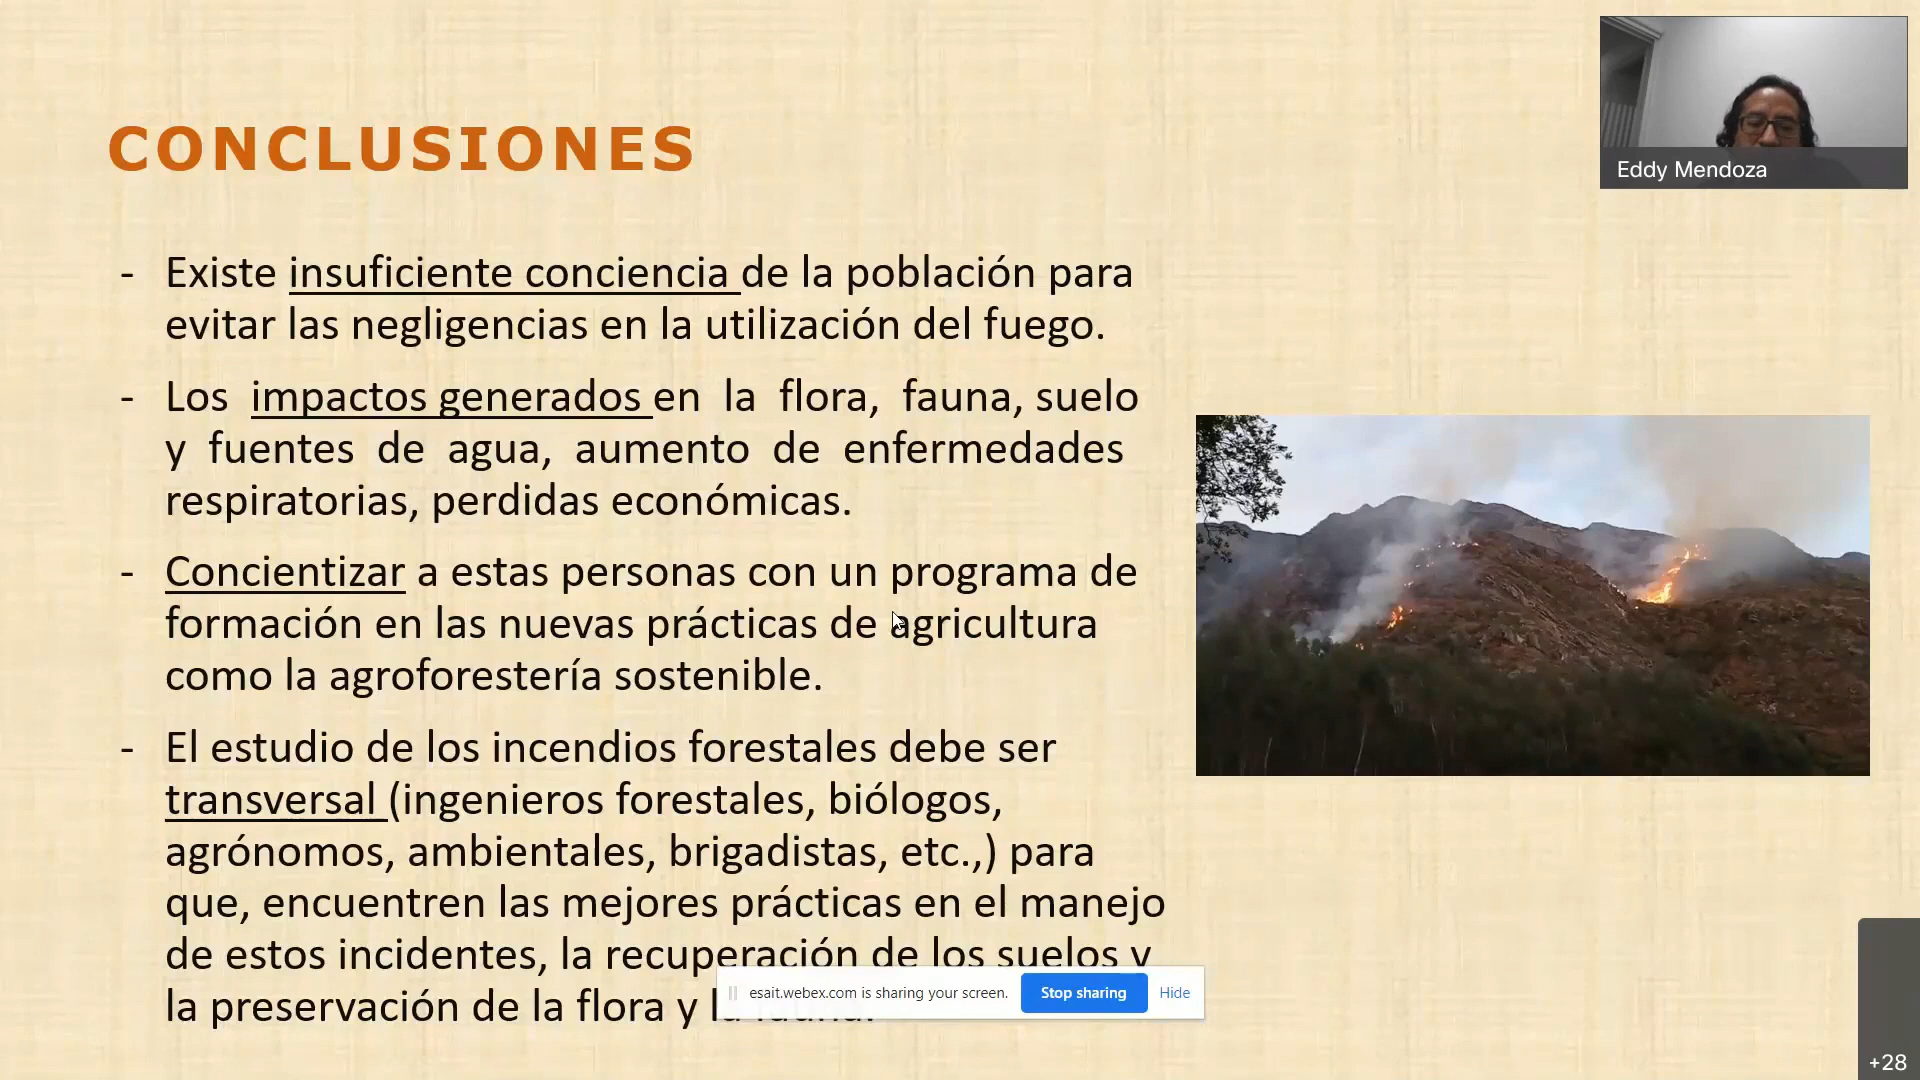 CONCLUSIONES
Eddy Mendoza
- Existe insuficiente conciencia de la población para
evitar las negligencias en la utilización del fuego.
- Los impactos generados en la flora, fauna, suelo
y fuentes de agua, aumento de enfermedades
respiratorias, perdidas económicas.
- Concientizar a estas personas con un programa de
formación en las nuevas prácticas de agricultura
como la agroforestería sostenible.
- El estudio de los incendios forestales debe ser
transversal (ingenieros forestales, biólogos,
agrónomos, ambientales, brigadistas, etc.,) para
que, encuentren las mejores prácticas en el manejo
de estos incidentes, la recuperación de los suelos y
la preservación de la flora y la fauna.
esait.webex.com is sharing your screen. Stop sharing Hide
+28